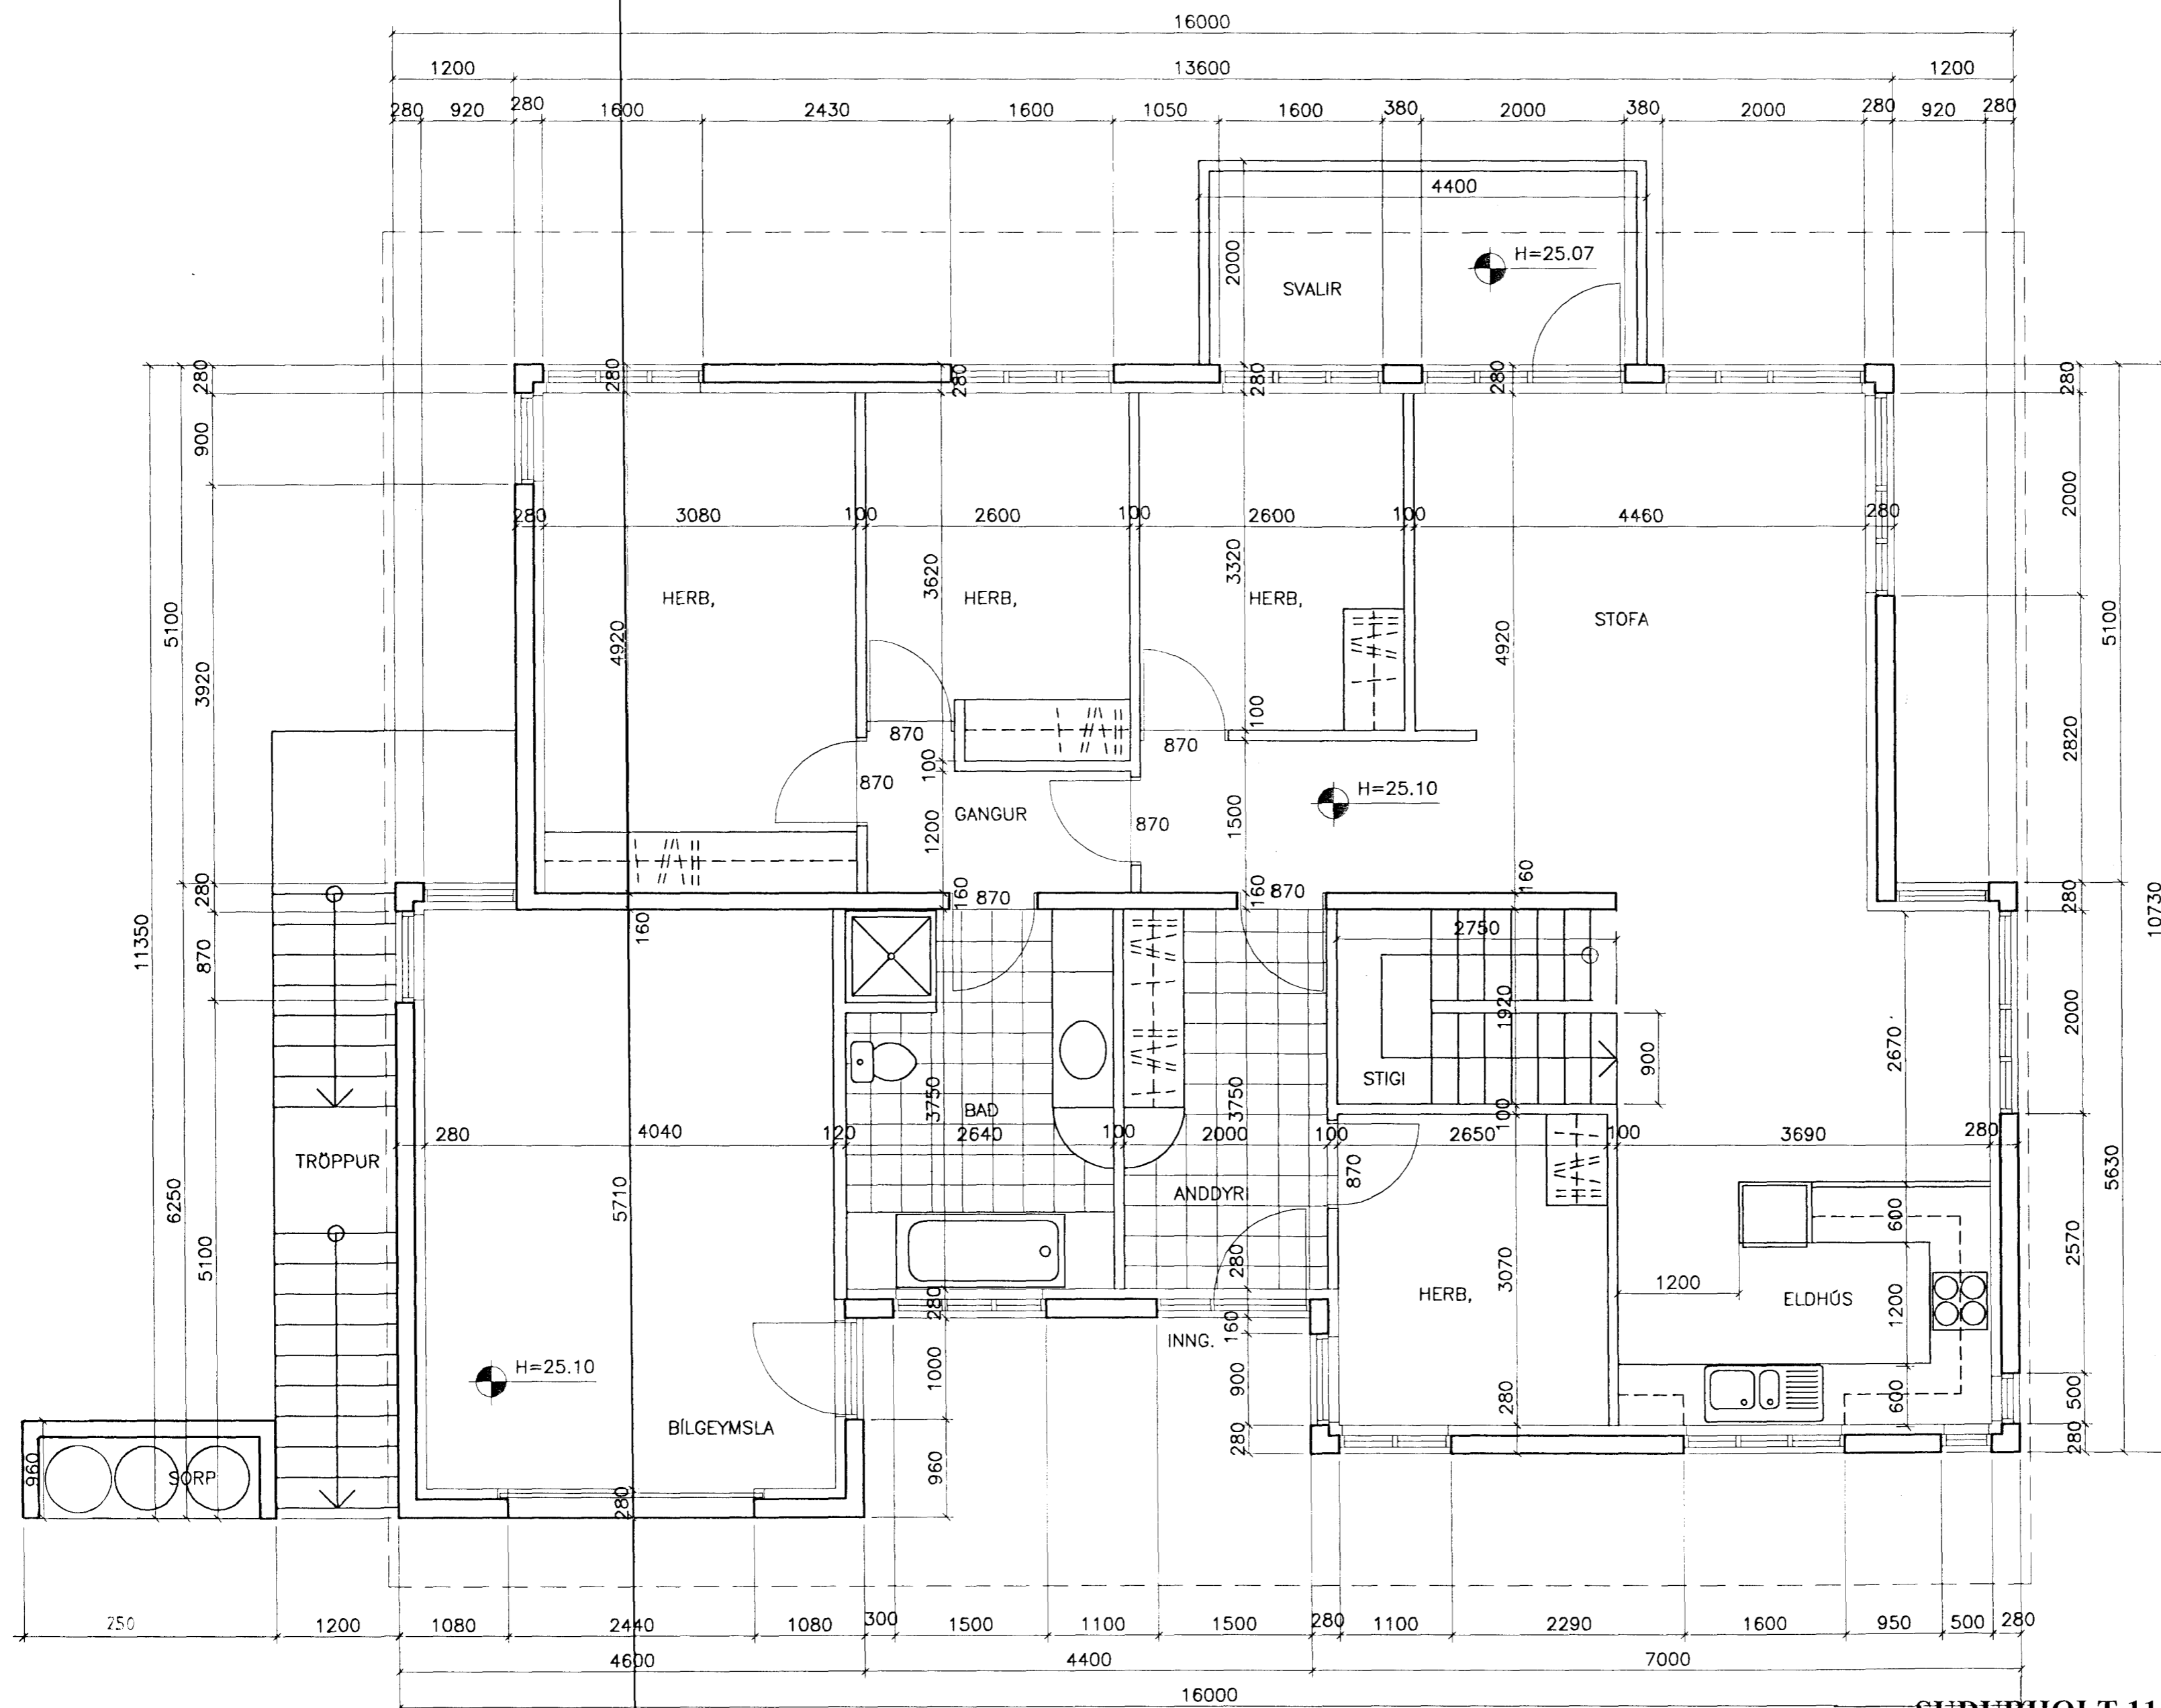 16000
1200 13600 1200
280 920 280 1600 2430 1600 1050 1600 380 2000 380 2000 280 920 280
4400
2000
H=25.07
SVALIR
280 280 280 280 280 280
900 2000
280 3080 100 2600 100 2600 100 4460 280
3620 3320
HERB, HERB, HERB,
STOFA
5100 4920 4920 5100
3920 100 2820
870 870
870 100
H=25.10
GANGUR 1200 870 1500
280 160 870 160 870 160 280
11350 160 10730
870 2750
1920 2000
2670
900
STIGI
3750 BAÐ 3750 100
280 4040 120 2640 100 2000 100 2650 100 3690 280
TRÖPPUR
870
ANDDYRI
6250 5710 600 5630
5100 280 3070 2570
HERB, 1200 ELDHÚS 1200
280 160
INNG.
H=25.10
1000 900 280 600 500
BÍLGEYMSLA
280 280
960 SORP 960
280
250 1200 1080 2440 1080 300 1500 1100 1500 280 1100 2290 1600 950 500 280
4600 4400 7000
16000